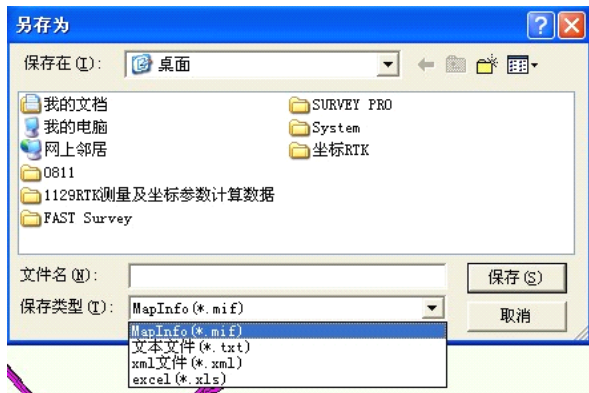 另存为
保存在(I):
桌面
我的文档
我的电脑
网上邻居
0811
1129RTK测量及坐标参数计算数据
FAST Survey
SURVEY PRO
System
坐标RTK
文件名(N):
保存(S)
保存类型(T):
MapInfo(*.mif)
取消
MapInfo(*.mif)
文本文件(*.txt)
xml文件(*.xml)
excel(*.xls)